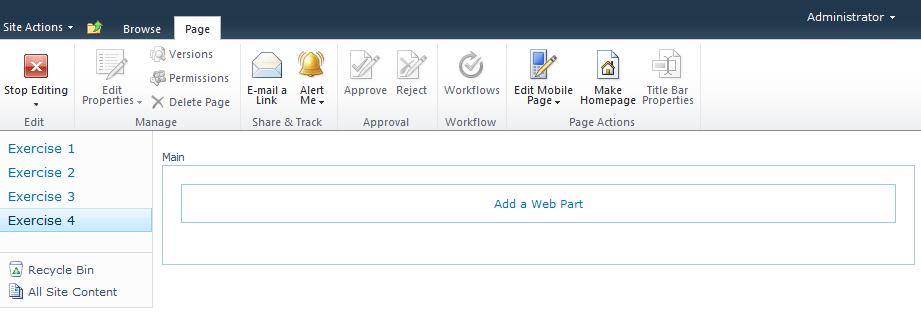 Site Actions Browse Page Administrator
Stop Editing
Edit
Edit Properties
Versions
Permissions
Delete Page
Manage
E-mail a Link
Alert Me
Share & Track
Approve
Reject
Approval
Workflows
Workflow
Edit Mobile Page
Make Homepage
Title Bar Properties
Page Actions
Exercise 1
Exercise 2
Exercise 3
Exercise 4
Recycle Bin
All Site Content
Main
Add a Web Part